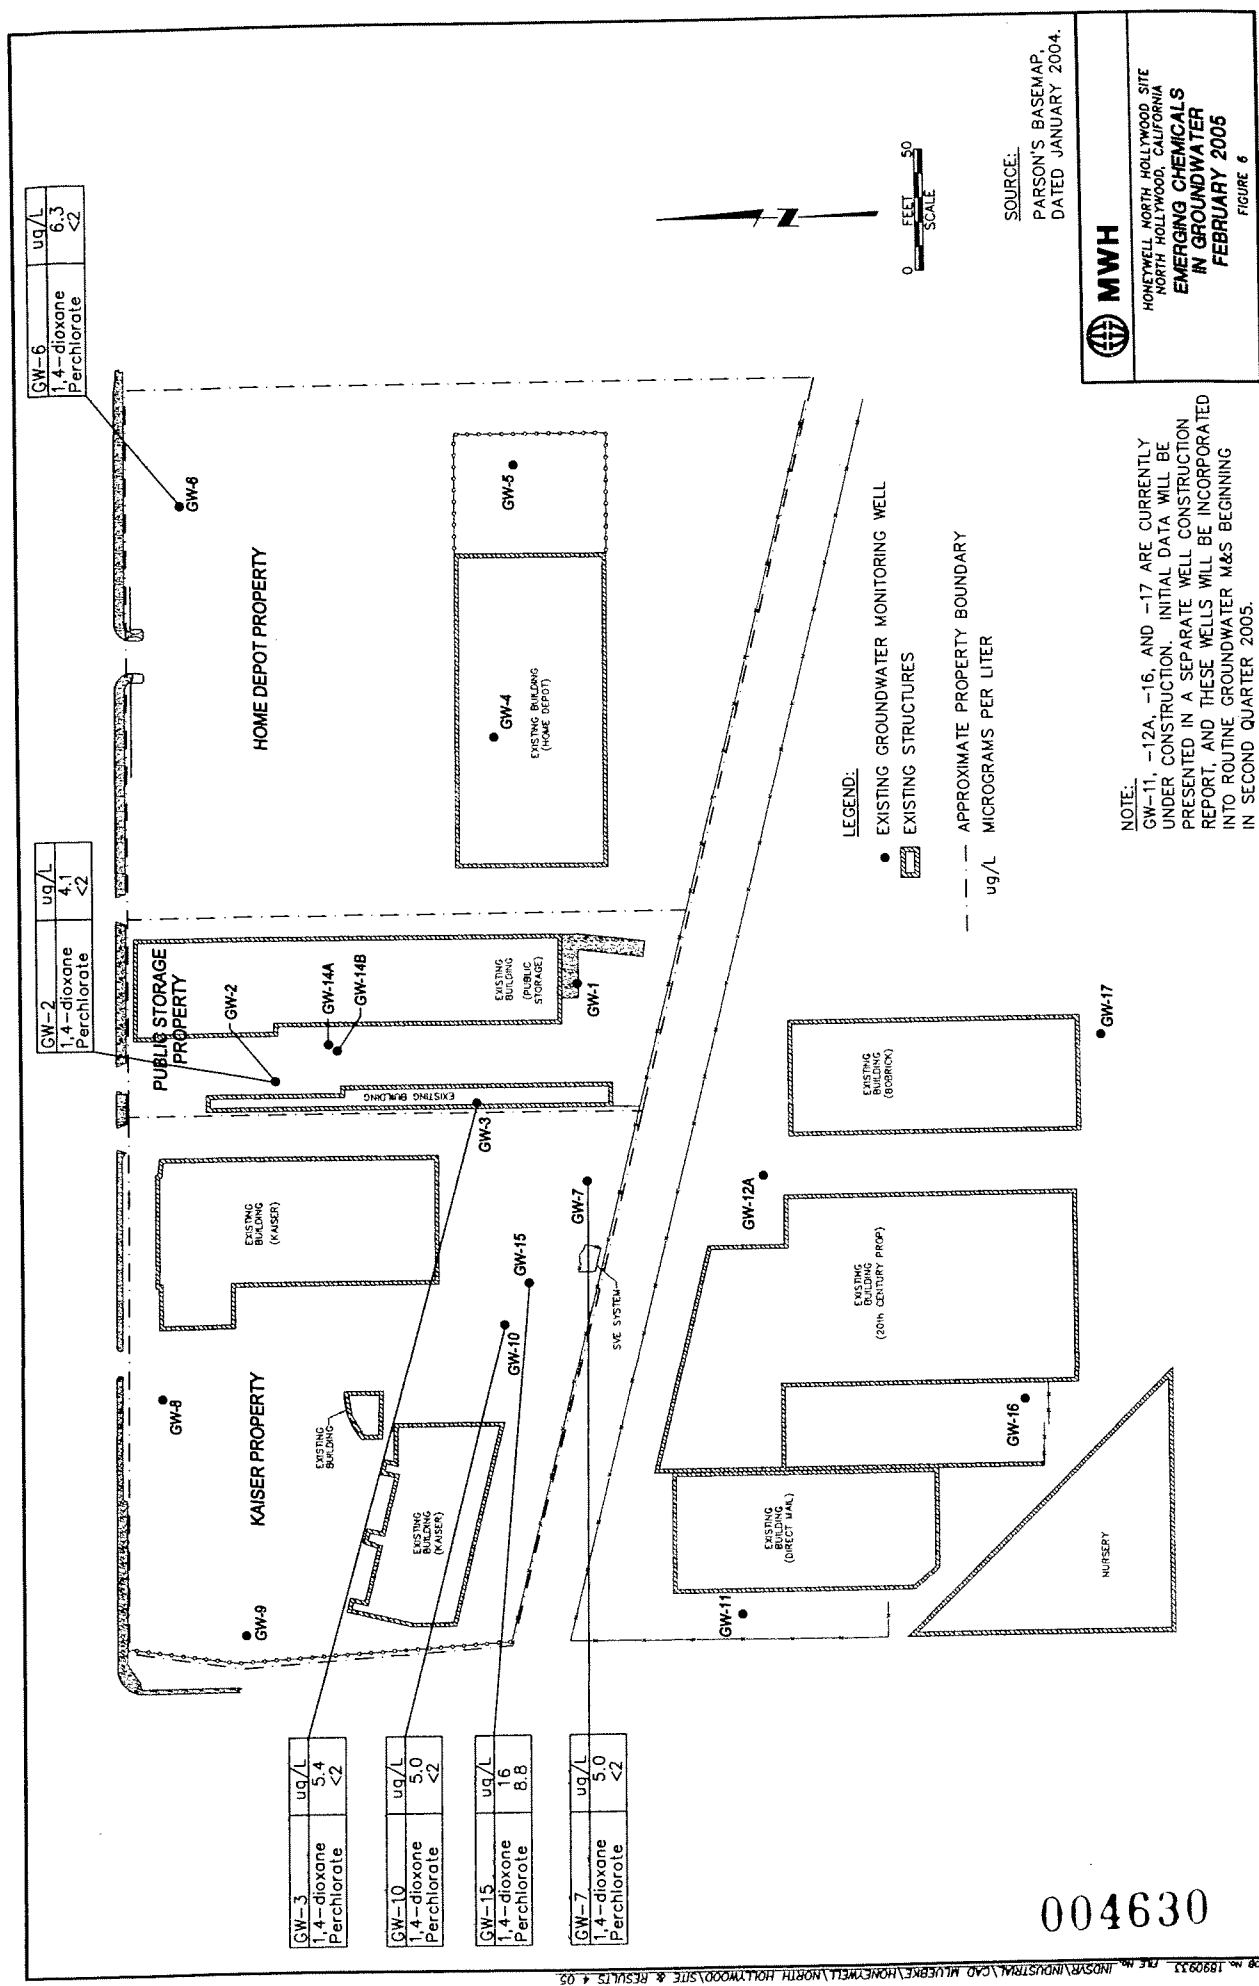 GW-6 ug/L
1,4-dioxane 6.3
Perchlorate <2
GW-2 ug/L
1,4-dioxane 4.1
Perchlorate <2
GW-3 ug/L
1,4-dioxane 5.4
Perchlorate <2
GW-10 ug/L
1,4-dioxane 5.0
Perchlorate <2
GW-15 ug/L
1,4-dioxane 16
Perchlorate 8.8
GW-7 ug/L
1,4-dioxane 5.0
Perchlorate <2
GW-9
GW-8
KAISER PROPERTY
EXISTING
BUILDING
(KAISER)
EXISTING
BUILDING
EXISTING
BUILDING
(KAISER)
GW-10
GW-15
GW-7
GW-3
SVE SYSTEM
PUBLIC STORAGE
PROPERTY
GW-2
GW-14A
GW-14B
EXISTING BUILDING
EXISTING
BUILDING
(PUBLIC
STORAGE)
GW-1
HOME DEPOT PROPERTY
GW-6
GW-4
EXISTING BUILDING
(HOME DEPOT)
GW-5
GW-11
EXISTING
BUILDING
(DIRECT MAIL)
NURSERY
GW-16
EXISTING
BUILDING
(20th CENTURY PROP)
GW-12A
EXISTING
BUILDING
(BOBRICK)
GW-17
LEGEND:
EXISTING GROUNDWATER MONITORING WELL
EXISTING STRUCTURES
APPROXIMATE PROPERTY BOUNDARY
ug/L MICROGRAMS PER LITER
N
0 FEET 50
SCALE
SOURCE:
PARSON'S BASEMAP,
DATED JANUARY 2004.
NOTE:
GW-11, -12A, -16, AND -17 ARE CURRENTLY
UNDER CONSTRUCTION. INITIAL DATA WILL BE
PRESENTED IN A SEPARATE WELL CONSTRUCTION
REPORT, AND THESE WELLS WILL BE INCORPORATED
INTO ROUTINE GROUNDWATER M&S BEGINNING
IN SECOND QUARTER 2005.
MWH
HONEYWELL NORTH HOLLYWOOD SITE
NORTH HOLLYWOOD, CALIFORNIA
EMERGING CHEMICALS
IN GROUNDWATER
FEBRUARY 2005
FIGURE 6
004630
1890933